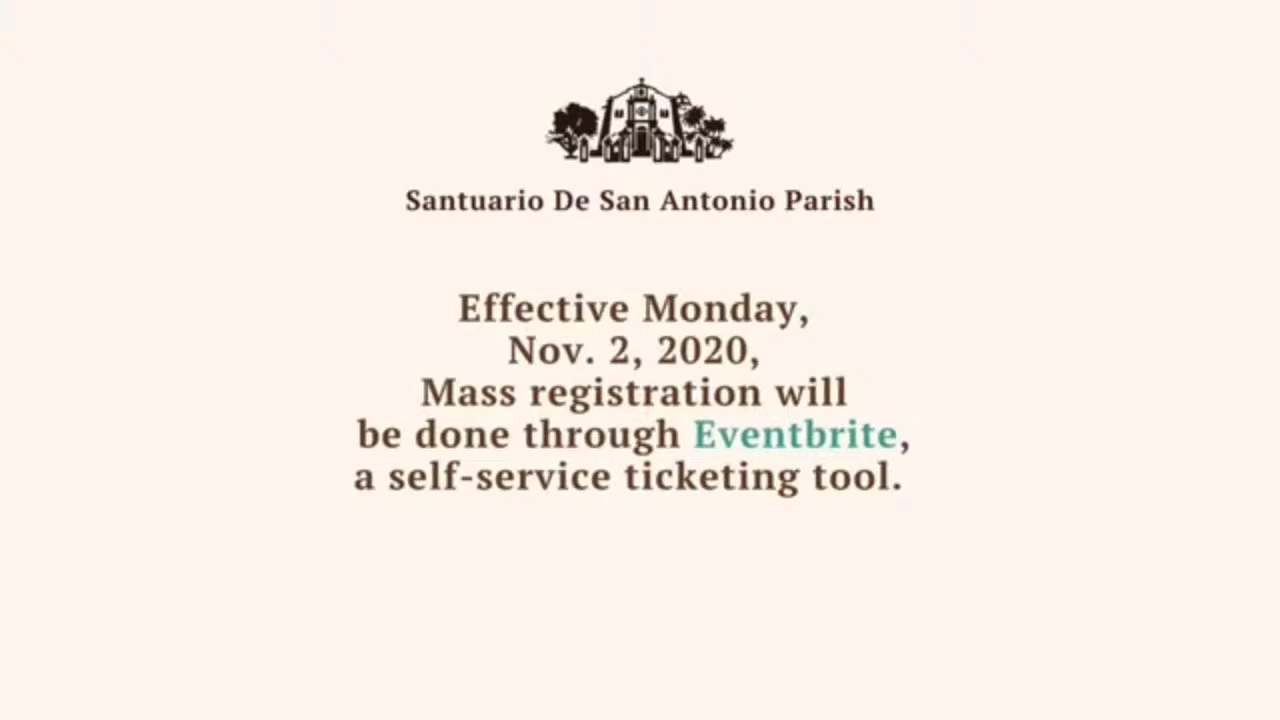 Santuario De San Antonio Parish
Effective Monday,
Nov. 2, 2020,
Mass registration will
be done through Eventbrite,
a self-service ticketing tool.